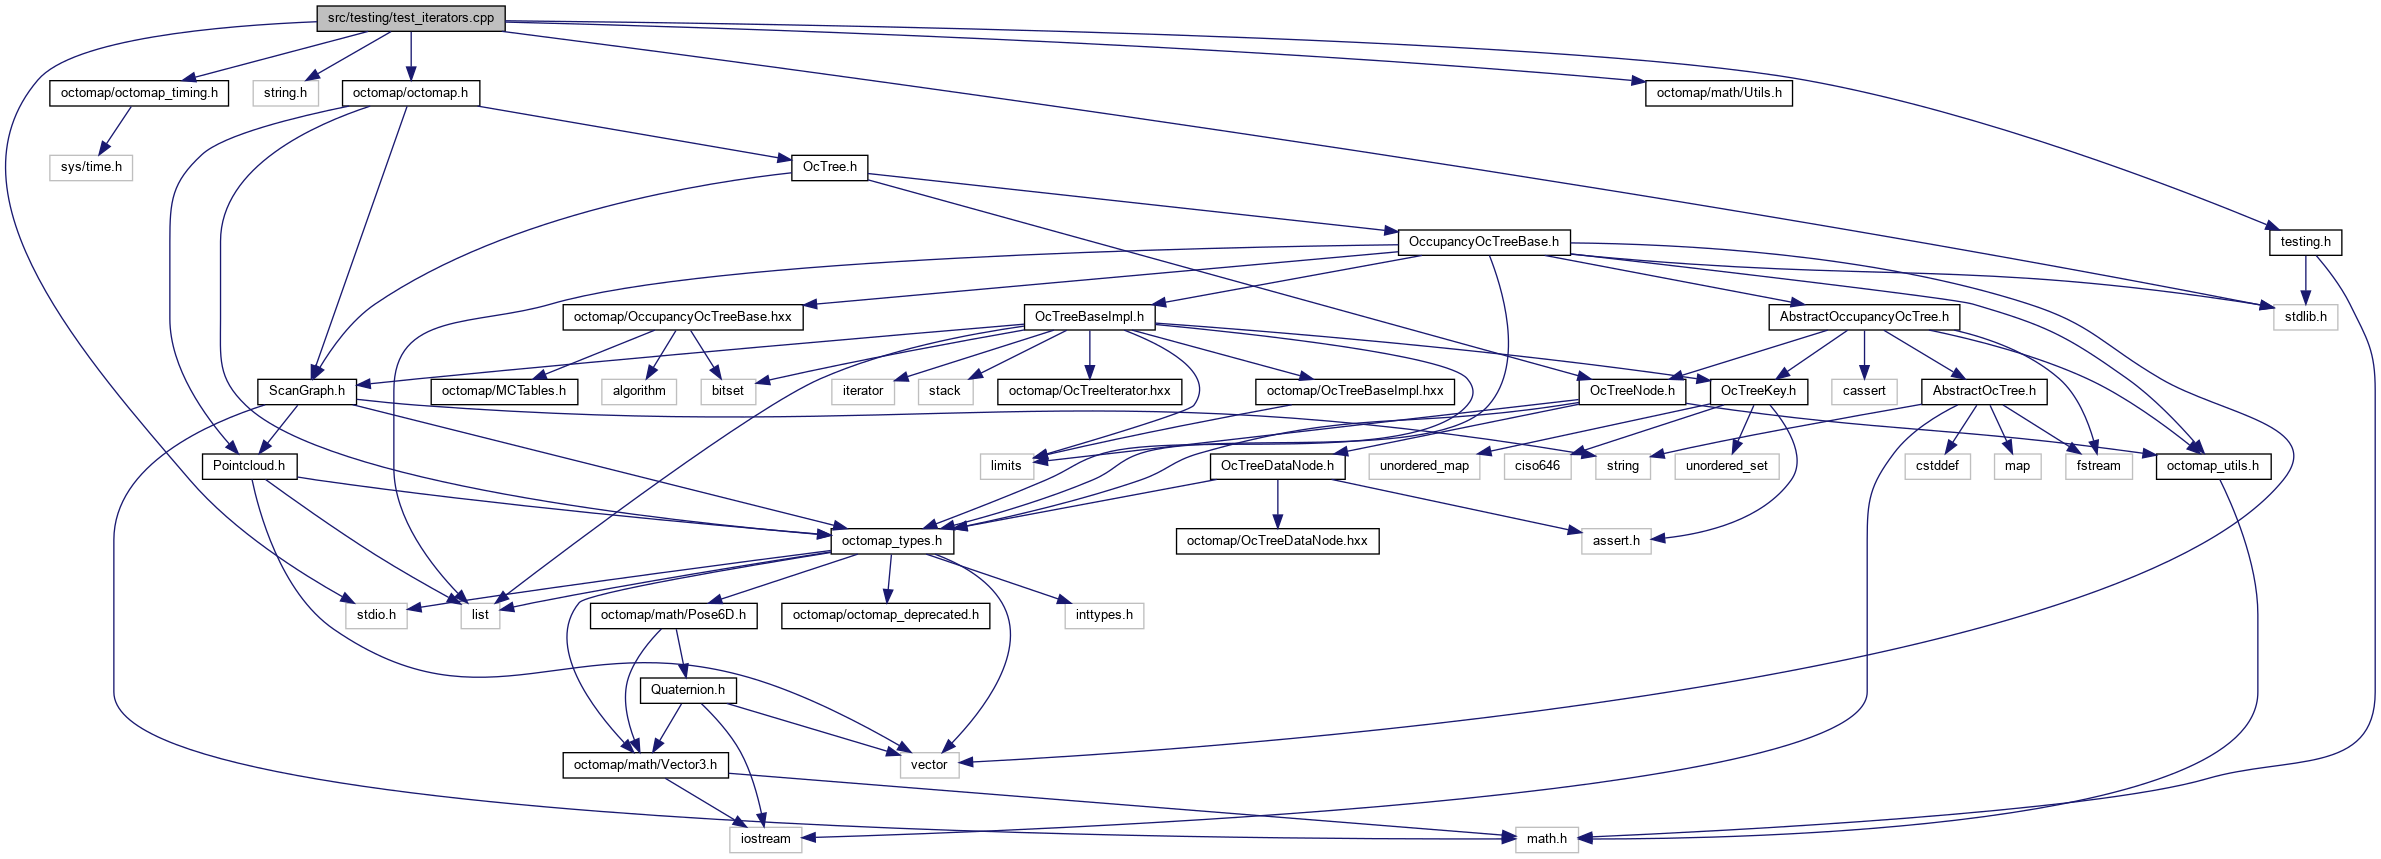 src/testing/test_iterators.cpp
octomap/octomap_timing.h
string.h
octomap/octomap.h
octomap/math/Utils.h
sys/time.h
OcTree.h
OccupancyOcTreeBase.h
testing.h
octomap/OccupancyOcTreeBase.hxx
OcTreeBaseImpl.h
AbstractOccupancyOcTree.h
stdlib.h
ScanGraph.h
octomap/MCTables.h
algorithm
bitset
iterator
stack
octomap/OcTreeIterator.hxx
octomap/OcTreeBaseImpl.hxx
OcTreeNode.h
OcTreeKey.h
cassert
AbstractOcTree.h
Pointcloud.h
limits
OcTreeDataNode.h
unordered_map
ciso646
string
unordered_set
cstddef
map
fstream
octomap_utils.h
octomap_types.h
octomap/OcTreeDataNode.hxx
assert.h
stdio.h
list
octomap/math/Pose6D.h
octomap/octomap_deprecated.h
inttypes.h
Quaternion.h
octomap/math/Vector3.h
vector
iostream
math.h